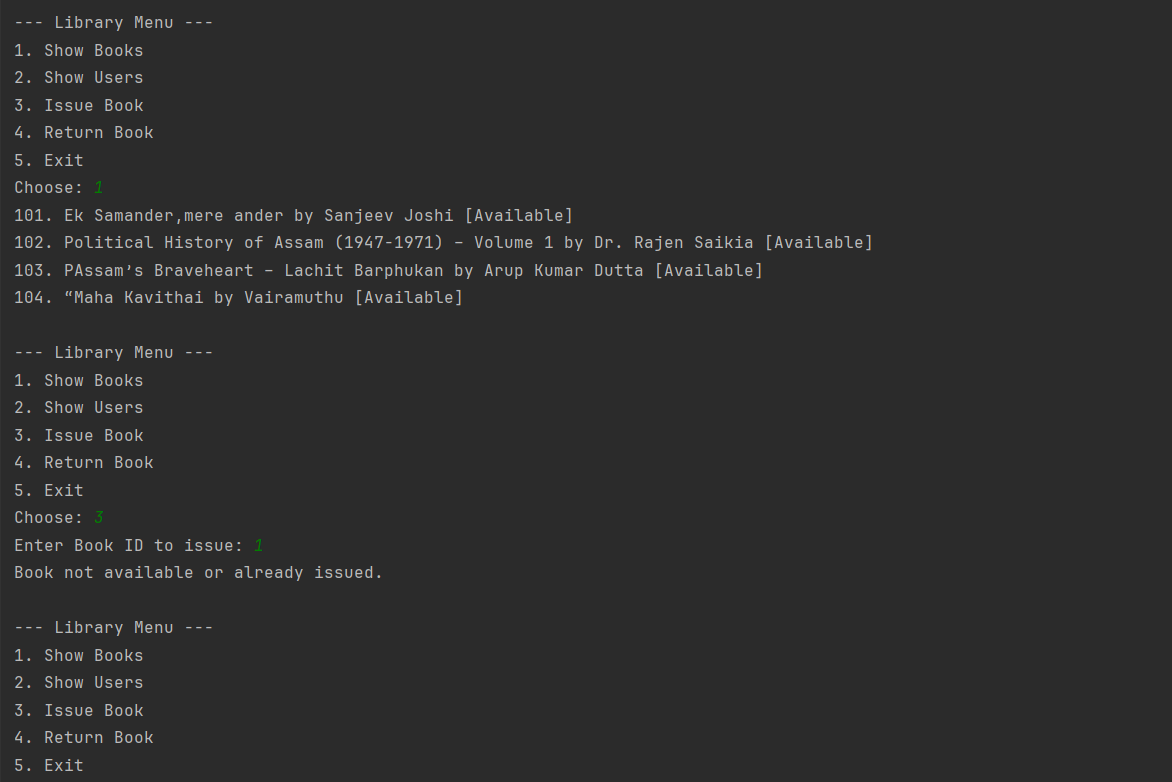 --- Library Menu ---
1. Show Books
2. Show Users
3. Issue Book
4. Return Book
5. Exit
Choose: 1
101. Ek Samander,mere ander by Sanjeev Joshi [Available]
102. Political History of Assam (1947-1971) – Volume 1 by Dr. Rajen Saikia [Available]
103. PAssam’s Braveheart – Lachit Barphukan by Arup Kumar Dutta [Available]
104. “Maha Kavithai by Vairamuthu [Available]

--- Library Menu ---
1. Show Books
2. Show Users
3. Issue Book
4. Return Book
5. Exit
Choose: 3
Enter Book ID to issue: 1
Book not available or already issued.

--- Library Menu ---
1. Show Books
2. Show Users
3. Issue Book
4. Return Book
5. Exit